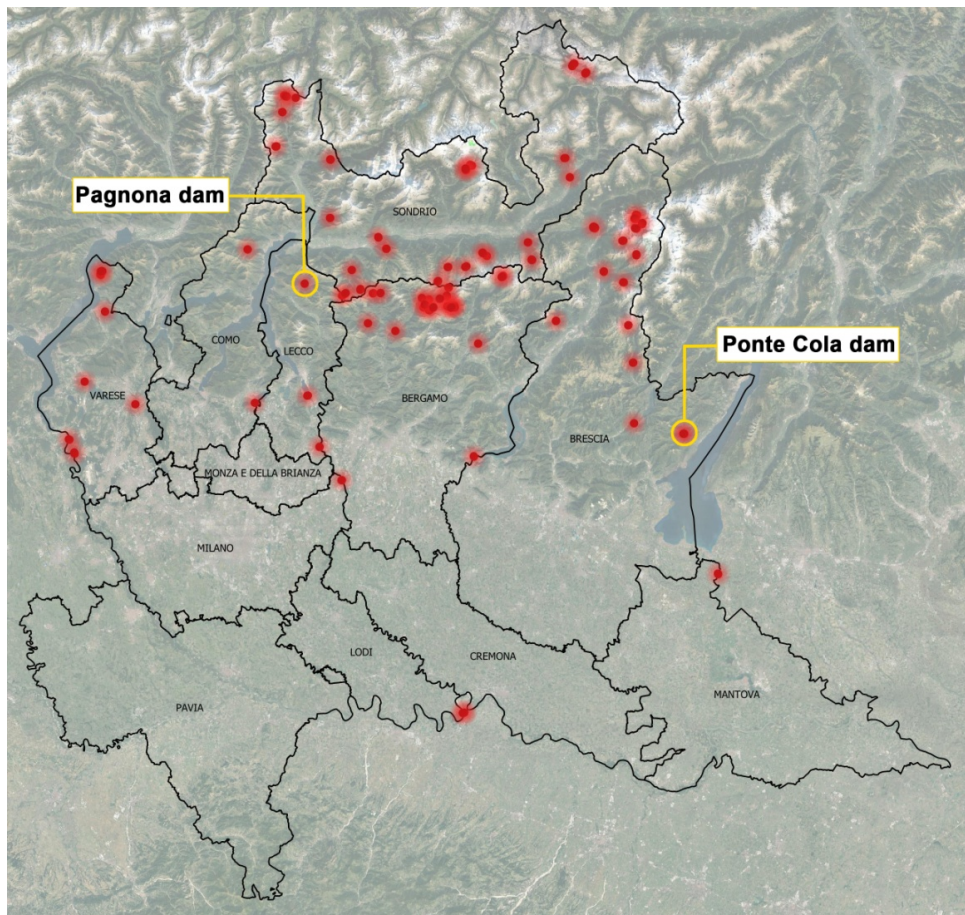 Pagnona dam
SONDRIO
COMO
LECCO
Ponte Cola dam
VARESE
BERGAMO
BRESCIA
MONZA E DELLA BRIANZA
MILANO
LODI
CREMONA
MANTOVA
PAVIA